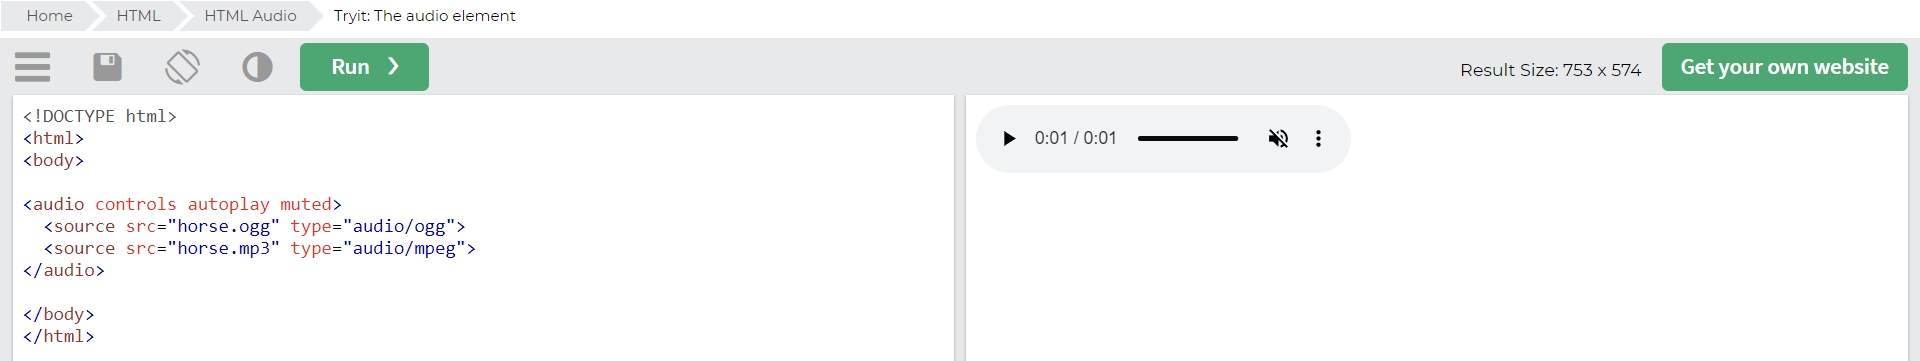 Home HTML HTML Audio Tryit: The audio element
Run ❯ Result Size: 753 x 574 Get your own website
<!DOCTYPE html>
<html>
<body>
<audio controls autoplay muted>
  <source src="horse.ogg" type="audio/ogg">
  <source src="horse.mp3" type="audio/mpeg">
</audio>
</body>
</html>
0:01 / 0:01